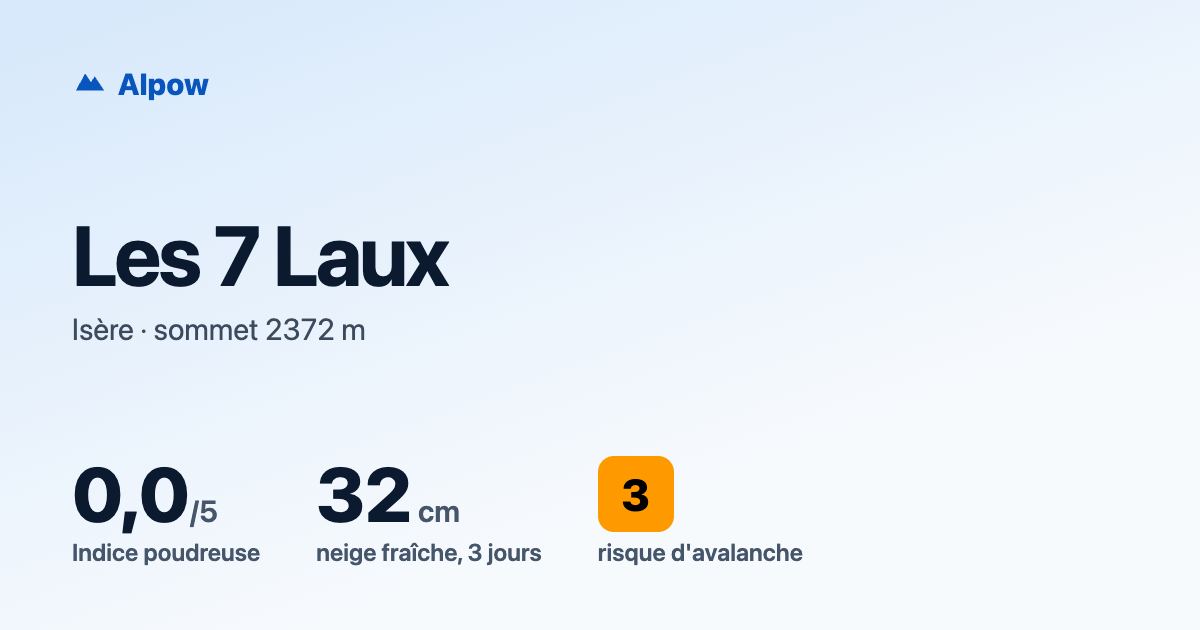 Alpow
Les 7 Laux
Isère · sommet 2372 m
0,0/5
Indice poudreuse
32 cm
neige fraîche, 3 jours
3
risque d'avalanche